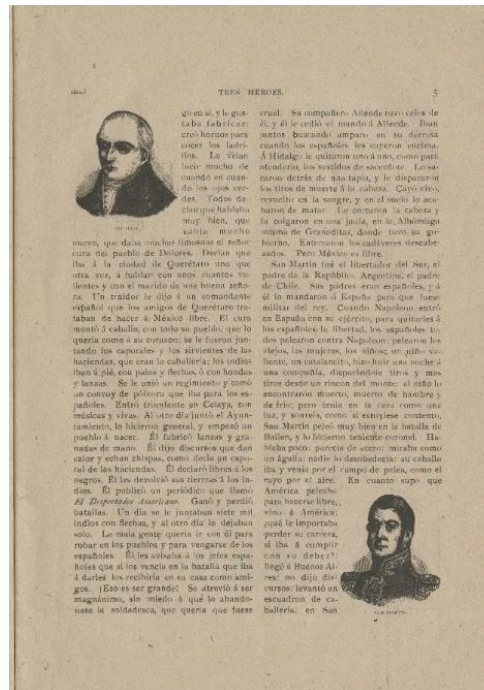 TRES HEROES.
5
go en sí, y le gus-
taba fabricar:
creó hornos para
cocer los ladri-
llos. Le veían
lucir mucho de
cuando en cuan-
do los ojos ver-
des. Todos de-
cían que hablaba
muy bien, que
sabía mucho
nuevo, que daba muchas limosnas el señor
cura del pueblo de Dolores. Decían que
iba á la ciudad de Querétaro una que
otra vez, á hablar con unos cuantos va-
lientes y con el marido de una buena seño-
ra. Un traidor le dijo á un comandante
español que los amigos de Querétaro tra-
taban de hacer á México libre. El cura
montó á caballo, con todo su pueblo, que lo
quería como á su corazón: se le fueron jun-
tando los caporales y los sirvientes de las
haciendas, que eran la caballería: los indios
iban á pié, con palos y flechas, ó con hondas
y lanzas. Se le unió un regimiento y tomó
un convoy de pólvora que iba para los es-
pañoles. Entró triunfante en Celaya, con
músicas y vivas. Al otro día juntó el Ayun-
tamiento, lo hicieron general, y empezó un
pueblo á nacer. Él fabricó lanzas y gra-
nadas de mano. Él dijo discursos que dan
calor y echan chispas, como decía un capo-
ral de las haciendas. Él declaró libres á los
negros. Él les devolvió sus tierras á los in-
dios. Él publicó un periódico que llamó
El Despertador Americano. Ganó y perdió
batallas. Un día se le juntaban siete mil
indios con flechas, y al otro día lo dejaban
solo. La mala gente quería ir con él para
robar en los pueblos y para vengarse de los
españoles. Él les avisaba á los jefes espa-
ñoles que si los vencía en la batalla que iba
á darles los recibiría en su casa como ami-
gos. ¡Eso es ser grande! Se atrevió á ser
magnánimo, sin miedo á que lo abando-
nase la soldadesca, que quería que fuese
cruel. Su compañero Allende tuvo celos de
él, y él le cedió el mando á Allende. Iban
juntos buscando amparo en su derrota
cuando los españoles les cayeron encima.
Á Hidalgo le quitaron uno á uno, como para
ofenderlo, los vestidos de sacerdote. Lo sa-
caron detrás de una tapia, y le dispararon
los tiros de muerte á la cabeza. Cayó vivo,
revuelto en la sangre, y en el suelo lo aca-
baron de matar. Le cortaron la cabeza y
la colgaron en una jaula, en la Alhóndiga
misma de Granaditas, donde tuvo su go-
bierno. Enterraron los cadáveres descabe-
zados. Pero México es libre.
San Martín fué el libertador del Sur, el
padre de la República Argentina, el padre
de Chile. Sus padres eran españoles, y á
él lo mandaron á España para que fuese
militar del rey. Cuando Napoleon entró
en España con su ejército, para quitarles á
los españoles la libertad, los españoles to-
dos pelearon contra Napoleon: pelearon los
viejos, las mujeres, los niños; un niño va-
liente, un catalancito, hizo huir una noche á
una compañía, disparándole tiros y más
tiros desde un rincon del monte: al niño lo
encontraron muerto, muerto de hambre y
de frío; pero tenía en la cara como una
luz, y sonreía, como si estuviese contento.
San Martín peleó muy bien en la batalla de
Bailen, y lo hicieron teniente coronel. Ha-
blaba poco: parecía de acero: miraba como
un águila: nadie lo desobedecía: su caballo
iba y venía por el campo de pelea, como el
rayo por el aire. En cuanto supo que
América peleaba
para hacerse libre,
vino á América:
¿qué le importaba
perder su carrera,
si iba á cumplir
con su deber?:
llegó á Buenos Ai-
res: no dijo dis-
cursos: levantó un
escuadron de ca-
ballería: en San
SAN MARTIN.